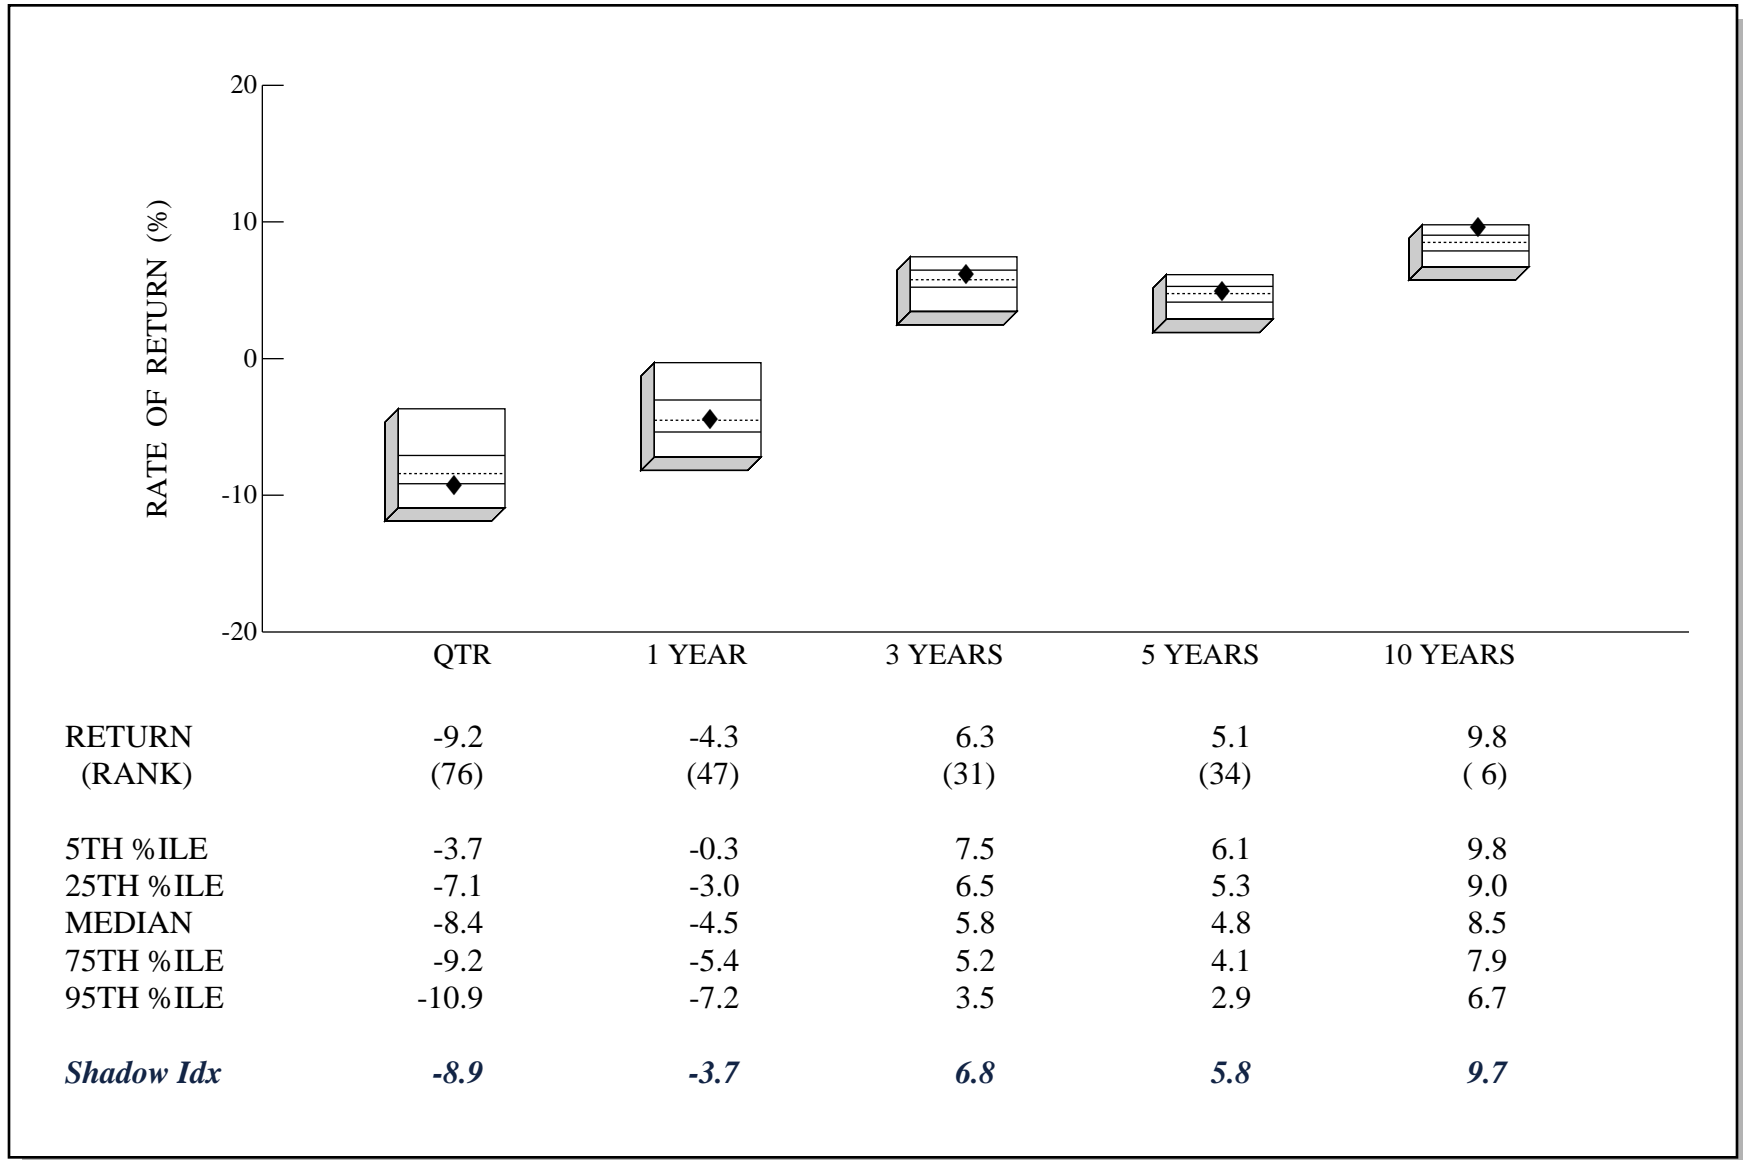 20
10
0
-10
-20
RATE OF RETURN (%)
QTR 1 YEAR 3 YEARS 5 YEARS 10 YEARS
RETURN -9.2 -4.3 6.3 5.1 9.8
(RANK) (76) (47) (31) (34) ( 6)
5TH %ILE -3.7 -0.3 7.5 6.1 9.8
25TH %ILE -7.1 -3.0 6.5 5.3 9.0
MEDIAN -8.4 -4.5 5.8 4.8 8.5
75TH %ILE -9.2 -5.4 5.2 4.1 7.9
95TH %ILE -10.9 -7.2 3.5 2.9 6.7
Shadow Idx -8.9 -3.7 6.8 5.8 9.7